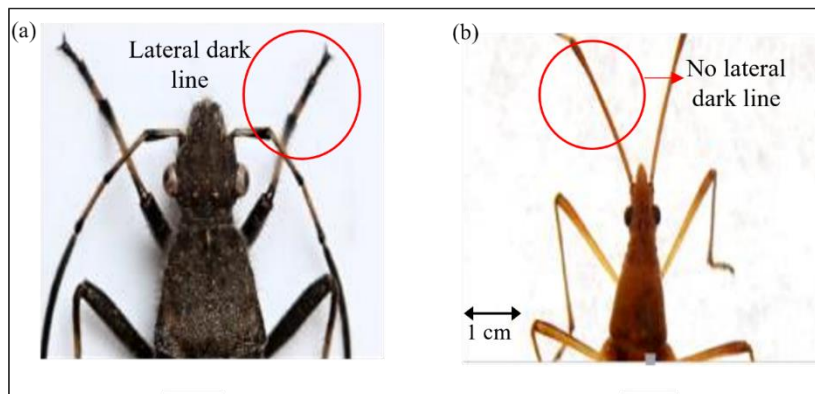 (a)
Lateral dark
line
(b)
No lateral
dark line
1 cm